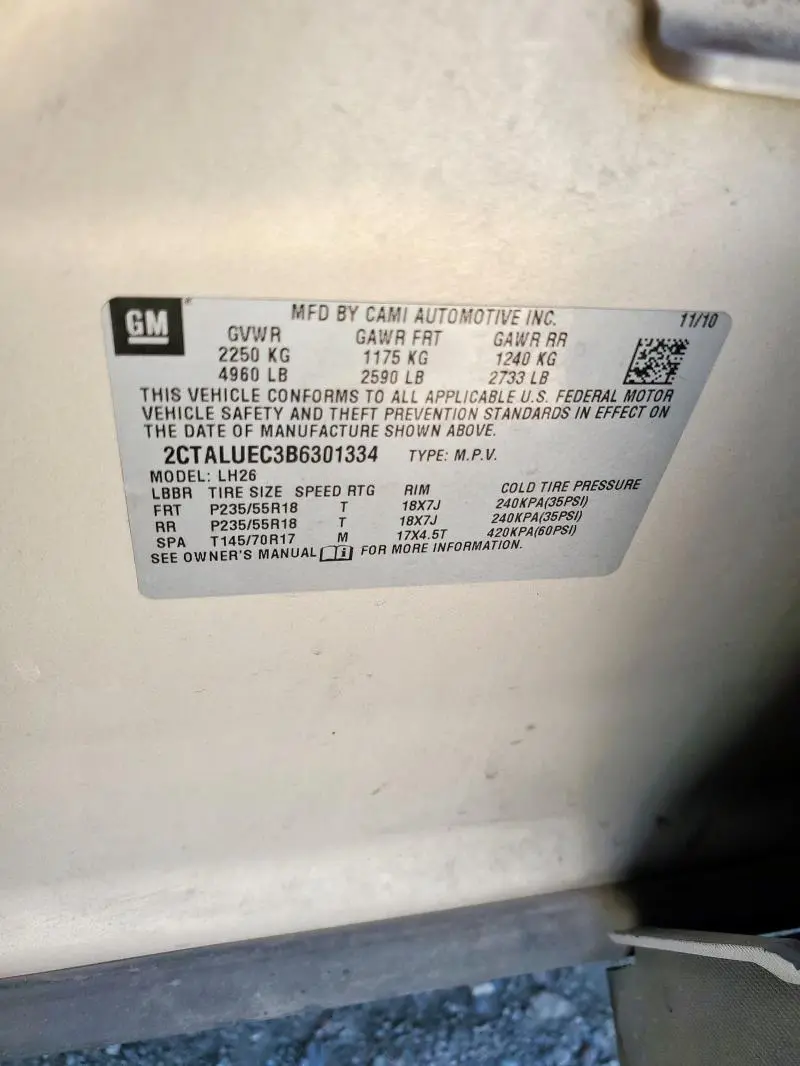 GM ® MFD BY CAMI AUTOMOTIVE INC. 11/10
GVWR GAWR FRT GAWR RR
2250 KG 1175 KG 1240 KG
4960 LB 2590 LB 2733 LB
THIS VEHICLE CONFORMS TO ALL APPLICABLE U.S. FEDERAL MOTOR
VEHICLE SAFETY AND THEFT PREVENTION STANDARDS IN EFFECT ON
THE DATE OF MANUFACTURE SHOWN ABOVE.
2CTALUEC3B6301334 TYPE: M.P.V.
MODEL: LH26
LBBR TIRE SIZE SPEED RTG RIM COLD TIRE PRESSURE
FRT P235/55R18 T 18X7J 240KPA(35PSI)
RR P235/55R18 T 18X7J 240KPA(35PSI)
SPA T145/70R17 M 17X4.5T 420KPA(60PSI)
SEE OWNER'S MANUAL i FOR MORE INFORMATION.